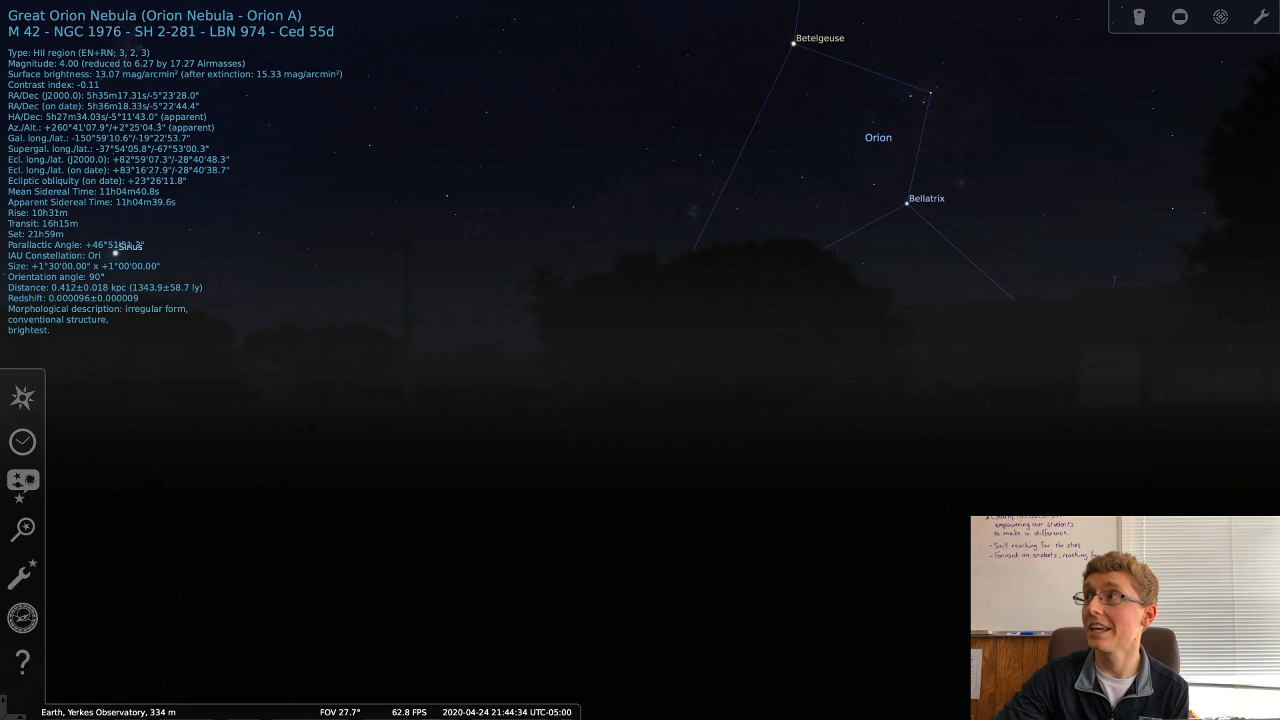 Great Orion Nebula (Orion Nebula - Orion A)
M 42 - NGC 1976 - SH 2-281 - LBN 974 - Ced 55d
Type: HII region (EN+RN; 3, 2, 3)
Magnitude: 4.00 (reduced to 6.27 by 17.27 Airmasses)
Surface brightness: 13.07 mag/arcmin² (after extinction: 15.33 mag/arcmin²)
Contrast index: -0.11
RA/Dec (J2000.0): 5h35m17.31s/-5°23'28.0"
RA/Dec (on date): 5h36m18.33s/-5°22'44.4"
HA/Dec: 5h27m34.03s/-5°11'43.0" (apparent)
Az./Alt.: +260°41'07.9"/+2°25'04.3" (apparent)
Gal. long./lat.: -150°59'10.6"/-19°22'53.7"
Supergal. long./lat.: -37°54'05.8"/-67°53'00.3"
Ecl. long./lat. (J2000.0): +82°59'07.3"/-28°40'48.3"
Ecl. long./lat. (on date): +83°16'27.9"/-28°40'38.7"
Ecliptic obliquity (on date): +23°26'11.8"
Mean Sidereal Time: 11h04m40.8s
Apparent Sidereal Time: 11h04m39.6s
Rise: 10h31m
Transit: 16h15m
Set: 21h59m
Parallactic Angle:
IAU Constellation: Ori
Size: +1°30'00.00" x +1°00'00.00"
Orientation angle: 90°
Distance: 0.412±0.018 kpc (1343.9±58.7 ly)
Redshift: 0.000096±0.000009
Morphological description: irregular form,
conventional structure,
brightest.
Sirius
Betelgeuse
Orion
Bellatrix
empowering our students
to make a difference.
- Still reaching for the stars
- Focused on students, reaching
Earth, Yerkes Observatory, 334 m
FOV 27.7°
62.8 FPS
2020-04-24 21:44:34 UTC-05:00